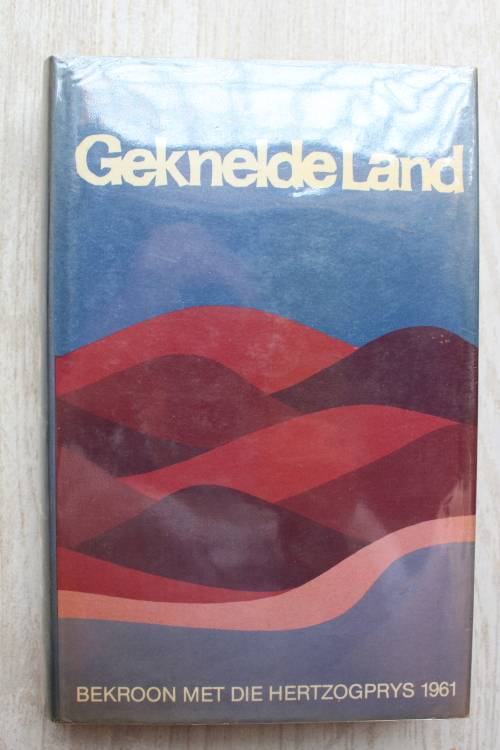 Geknelde Land
BEKROON MET DIE HERTZOGPRYS 1961